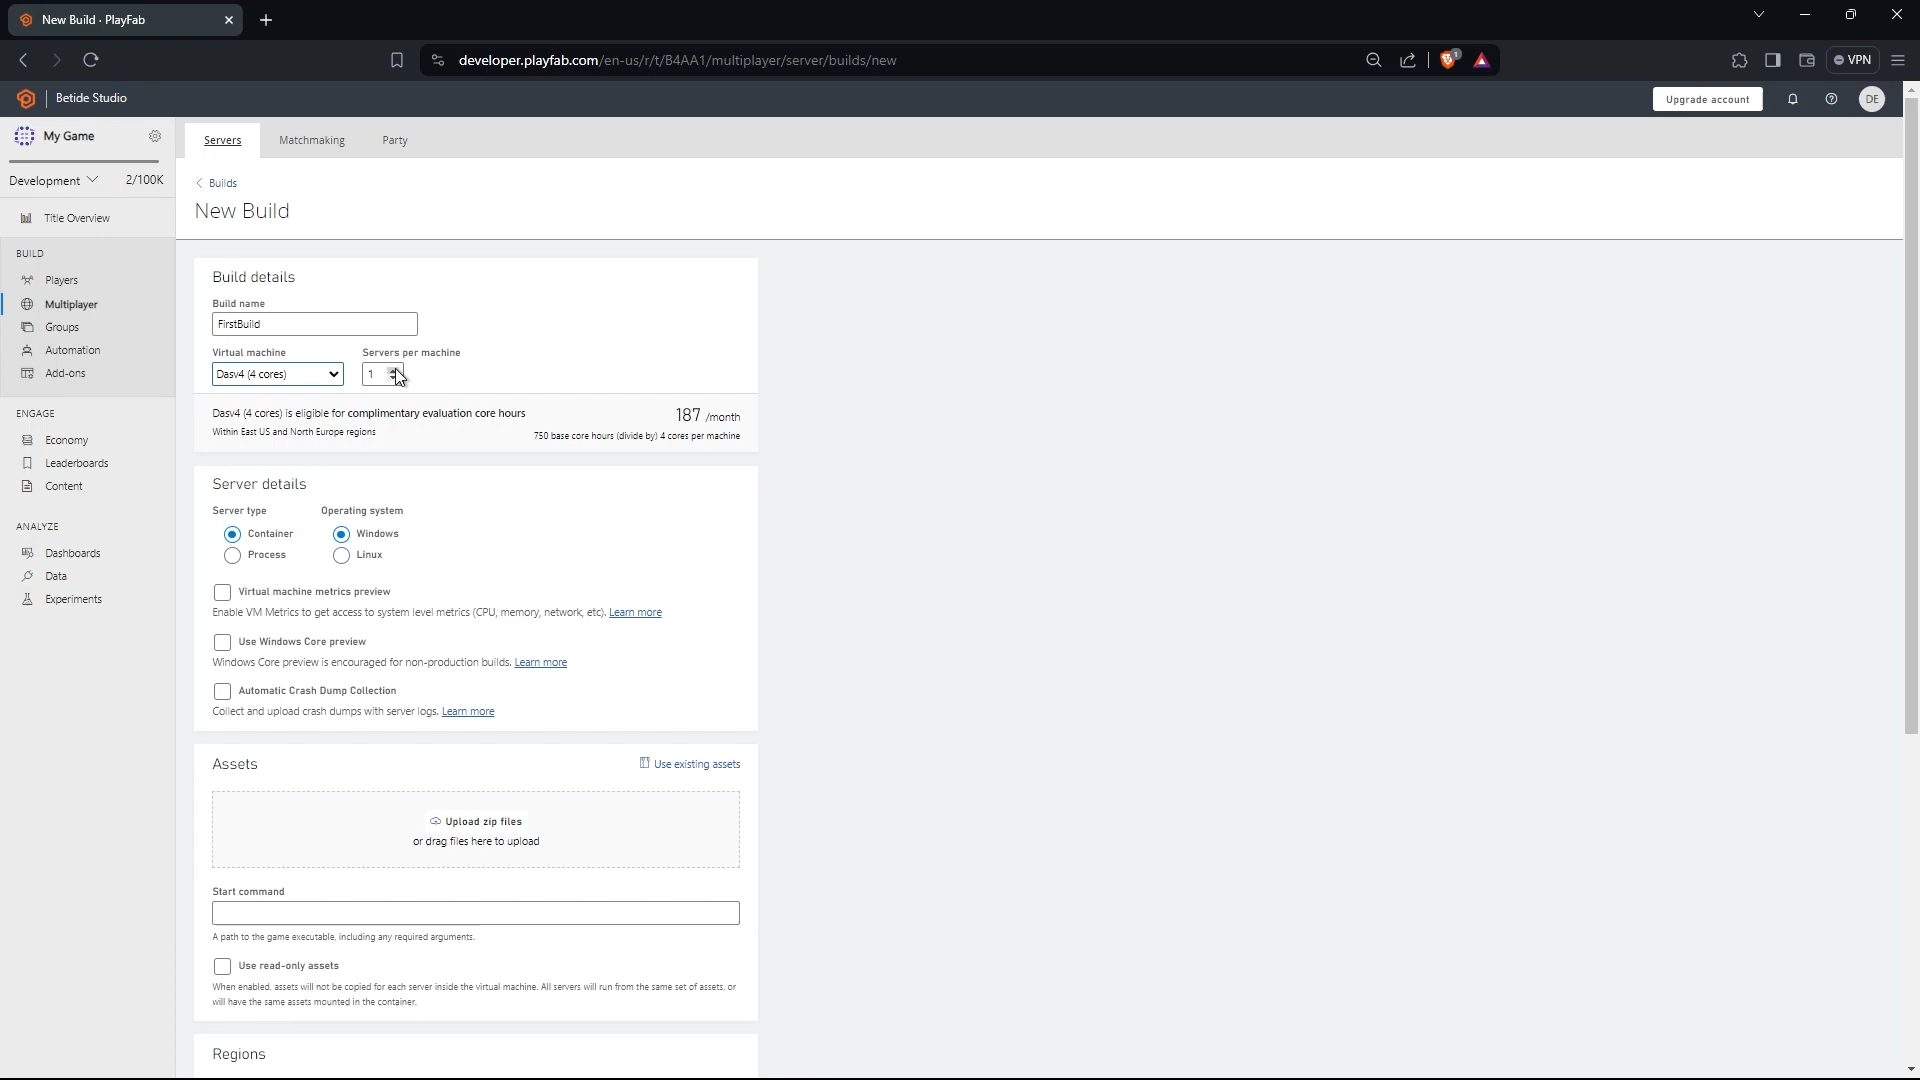 New Build · PlayFab
developer.playfab.com/en-us/r/t/B4AA1/multiplayer/server/builds/new
1
VPN
Betide Studio
Upgrade account
DE
My Game
Servers
Matchmaking
Party
Development
2/100K
Builds
New Build
Title Overview
BUILD
Players
Multiplayer
Groups
Automation
Add-ons
ENGAGE
Economy
Leaderboards
Content
ANALYZE
Dashboards
Data
Experiments
Build details
Build name
FirstBuild
Virtual machine
Servers per machine
Dasv4 (4 cores)
1
Dasv4 (4 cores) is eligible for complimentary evaluation core hours
187 /month
Within East US and North Europe regions
750 base core hours (divide by) 4 cores per machine
Server details
Server type
Operating system
Container
Windows
Process
Linux
Virtual machine metrics preview
Enable VM Metrics to get access to system level metrics (CPU, memory, network, etc). Learn more
Use Windows Core preview
Windows Core preview is encouraged for non-production builds. Learn more
Automatic Crash Dump Collection
Collect and upload crash dumps with server logs. Learn more
Assets
Use existing assets
Upload zip files
or drag files here to upload
Start command
A path to the game executable, including any required arguments.
Use read-only assets
When enabled, assets will not be copied for each server inside the virtual machine. All servers will run from the same set of assets, or
will have the same assets mounted in the container.
Regions